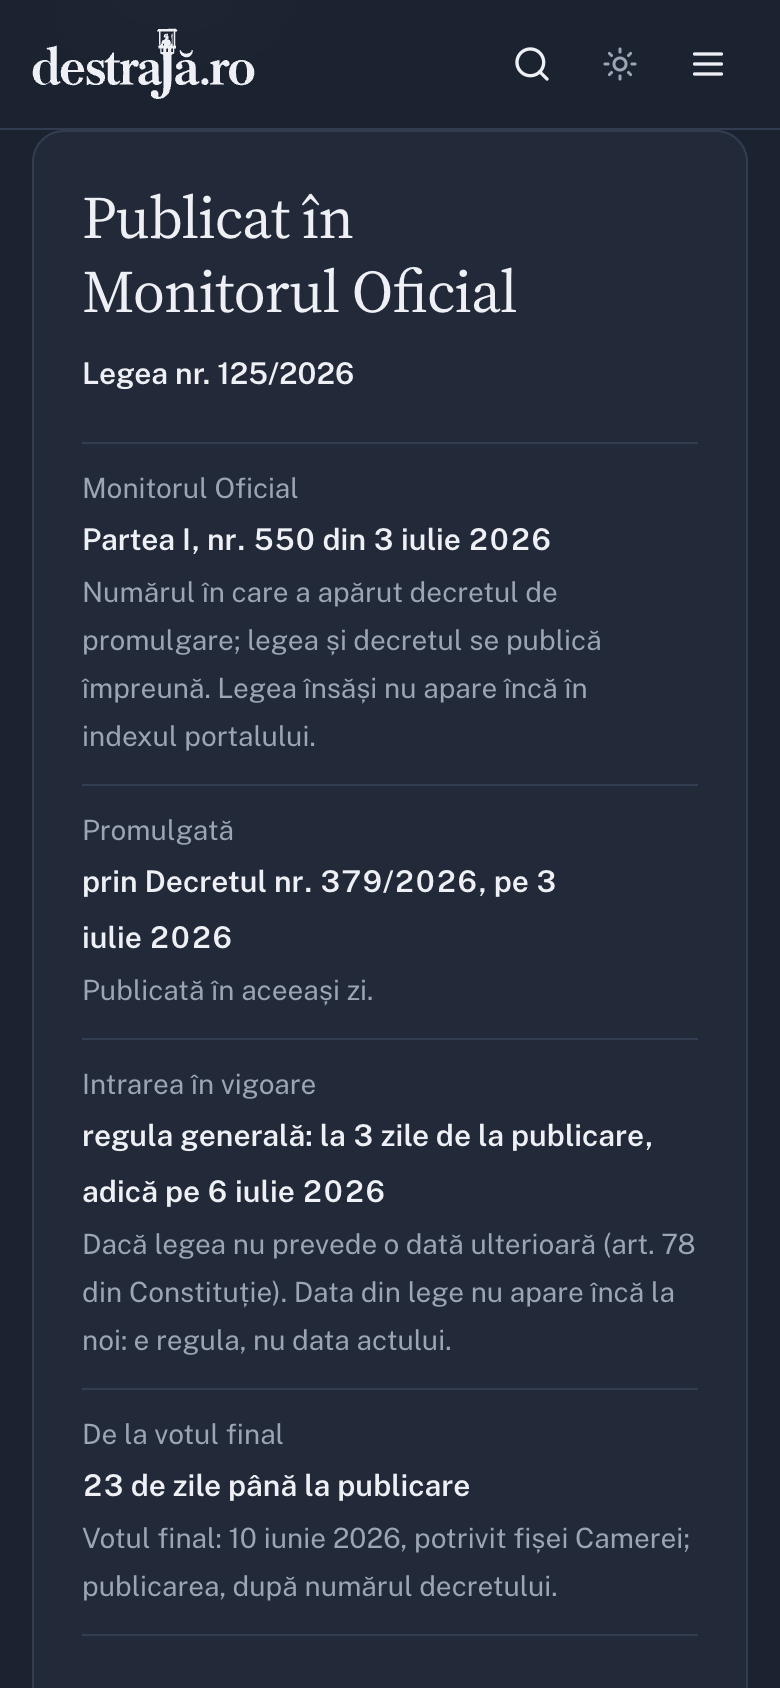 destrajă.ro
Publicat în
Monitorul Oficial
Legea nr. 125/2026
Monitorul Oficial
Partea I, nr. 550 din 3 iulie 2026
Numărul în care a apărut decretul de
promulgare; legea și decretul se publică
împreună. Legea însăși nu apare încă în
indexul portalului.
Promulgată
prin Decretul nr. 379/2026, pe 3
iulie 2026
Publicată în aceeași zi.
Intrarea în vigoare
regula generală: la 3 zile de la publicare,
adică pe 6 iulie 2026
Dacă legea nu prevede o dată ulterioară (art. 78
din Constituție). Data din lege nu apare încă la
noi: e regula, nu data actului.
De la votul final
23 de zile până la publicare
Votul final: 10 iunie 2026, potrivit fișei Camerei;
publicarea, după numărul decretului.